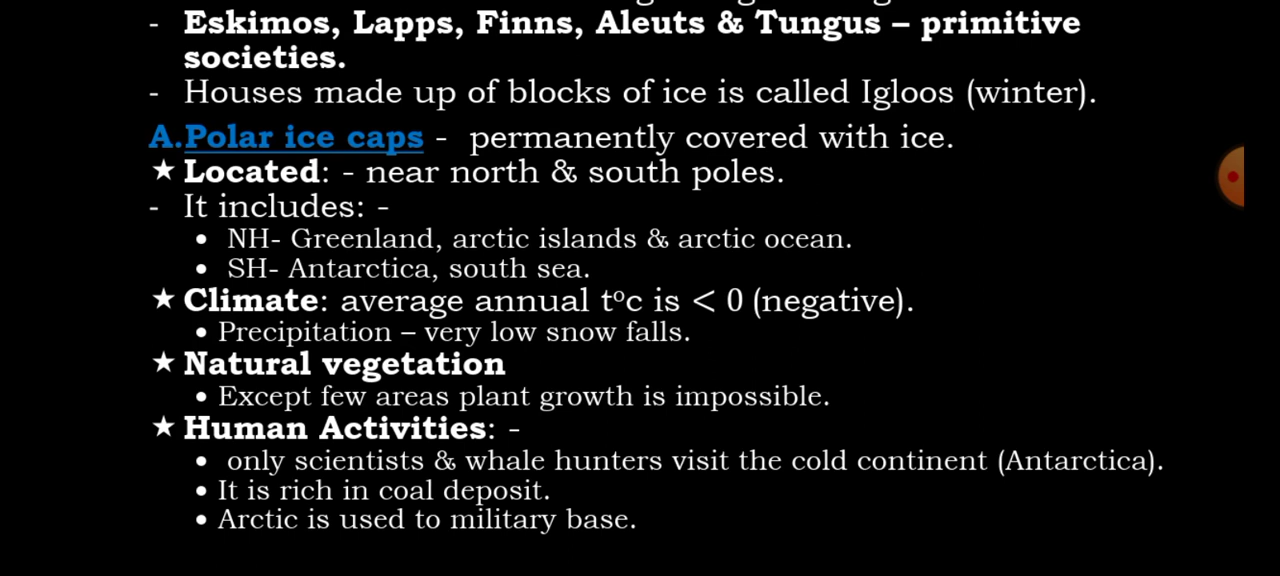 - Eskimos, Lapps, Finns, Aleuts & Tungus – primitive
societies.
- Houses made up of blocks of ice is called Igloos (winter).
A.Polar ice caps - permanently covered with ice.
★ Located: - near north & south poles.
- It includes: -
• NH- Greenland, arctic islands & arctic ocean.
• SH- Antarctica, south sea.
★ Climate: average annual tºc is < 0 (negative).
• Precipitation – very low snow falls.
★ Natural vegetation
• Except few areas plant growth is impossible.
★ Human Activities: -
• only scientists & whale hunters visit the cold continent (Antarctica).
• It is rich in coal deposit.
• Arctic is used to military base.